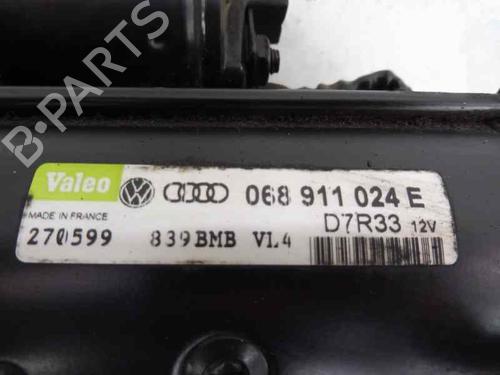 B-PARTS
Valeo 068 911 024 E
MADE IN FRANCE D7R33 12V
270599 839BMB VL4